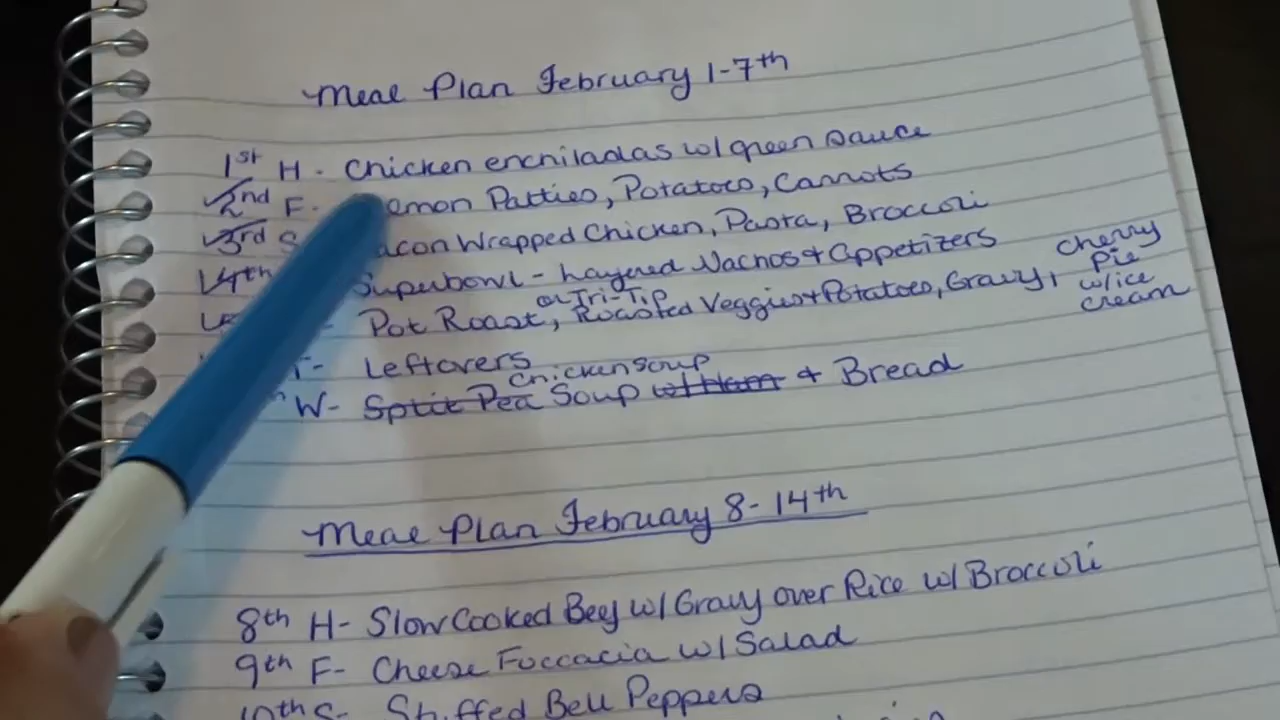 Meal Plan February 1-7th
1st H - Chicken enchiladas w/ green sauce
2nd F - emon Patties, Potatoes, Carrots
3rd S acon Wrapped Chicken, Pasta, Broccoli
4th Superbowl - Layered Nachos + Appetizers
or Tri-Tip
Pot Roast, Roasted Veggies + Potatoes, Gravy, cherry pie w/ice cream
T- Leftovers
Chicken soup
W- Split Pea Soup w/ Ham + Bread
Meal Plan February 8-14th
8th H- Slow Cooked Beef w/ Gravy over Rice w/ Broccoli
9th F- Cheese Foccacia w/ Salad
10th S- Stuffed Bell Peppers